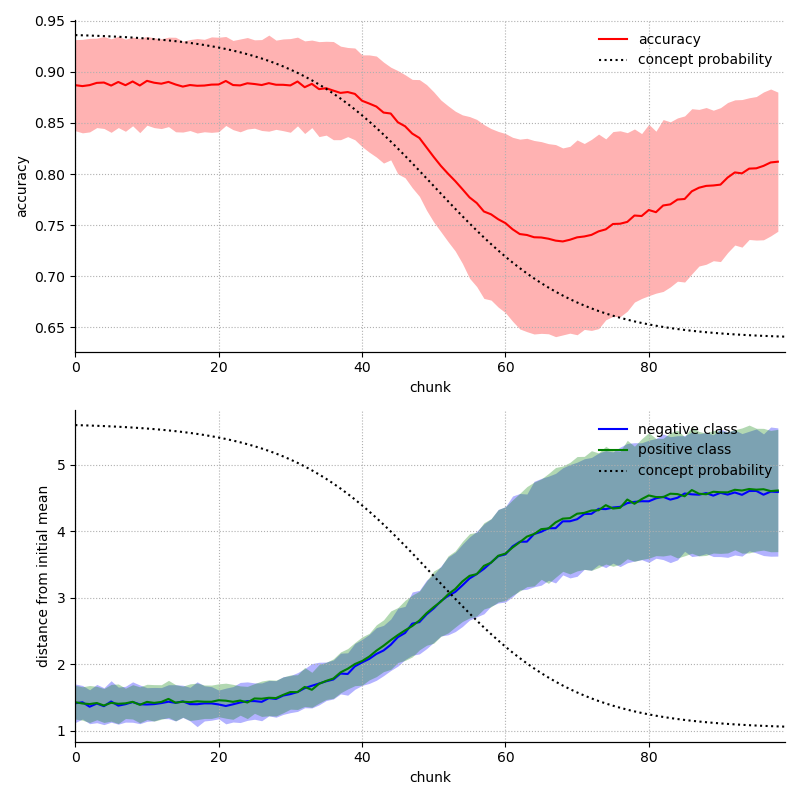 0.95
0.90
0.85
0.80
0.75
0.70
0.65
accuracy
accuracy
concept probability
0 20 40 60 80
chunk
5
4
3
2
1
distance from initial mean
negative class
positive class
concept probability
0 20 40 60 80
chunk